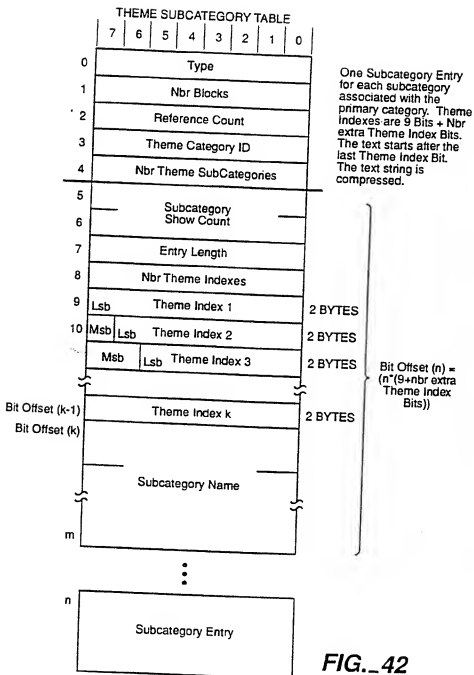 THEME SUBCATEGORY TABLE
7 6 5 4 3 2 1 0
0 Type
1 Nbr Blocks
2 Reference Count
3 Theme Category ID
4 Nbr Theme SubCategories
5
Subcategory
Show Count
6
7 Entry Length
8 Nbr Theme Indexes
9 Lsb Theme Index 1 2 BYTES
10 Msb Lsb Theme Index 2 2 BYTES
Msb Lsb Theme Index 3 2 BYTES
Bit Offset (k-1) Theme Index k 2 BYTES
Bit Offset (k)
Subcategory Name
m
n
Subcategory Entry
One Subcategory Entry
for each subcategory
associated with the
primary category. Theme
Indexes are 9 Bits + Nbr
extra Theme Index Bits.
The text starts after the
last Theme Index Bit.
The text string is
compressed.
Bit Offset (n) =
(n*(9+nbr extra
Theme Index
Bits))
FIG._42